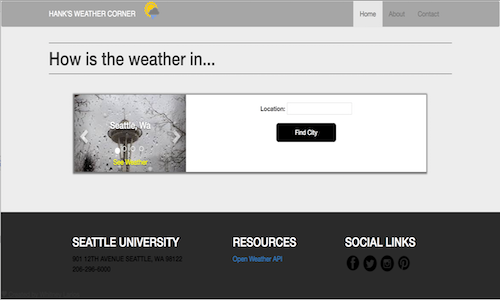 HANK'S WEATHER CORNER
Home
About
Contact
How is the weather in...
Seattle, Wa
See Weather
Location:
Find City
SEATTLE UNIVERSITY
901 12TH AVENUE SEATTLE, WA 98122
206-296-6000
RESOURCES
Open Weather API
SOCIAL LINKS